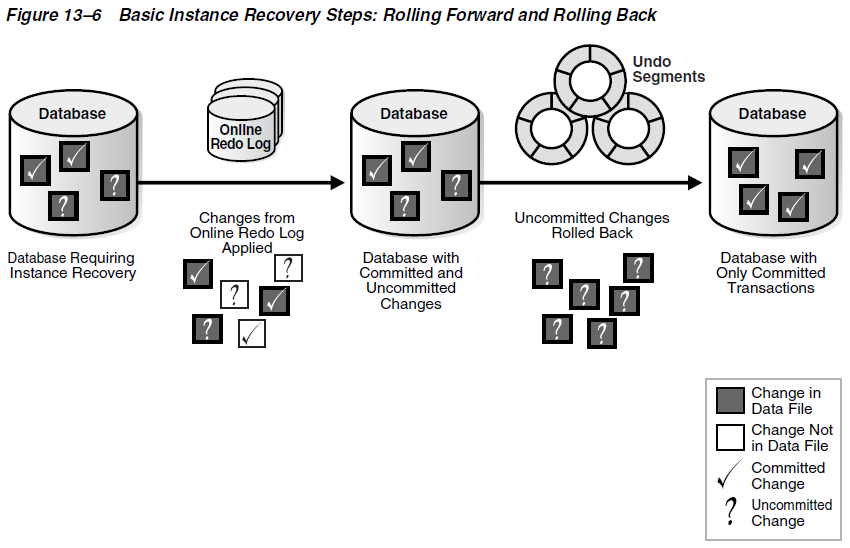 Figure 13–6 Basic Instance Recovery Steps: Rolling Forward and Rolling Back
Undo
Segments
Database
Online
Redo Log
Database
Database
Changes from
Online Redo Log
Applied
Uncommitted Changes
Rolled Back
Database Requiring
Instance Recovery
Database with
Committed and
Uncommitted
Changes
Database with
Only Committed
Transactions
Change in
Data File
Change Not
in Data File
Committed
Change
Uncommitted
Change